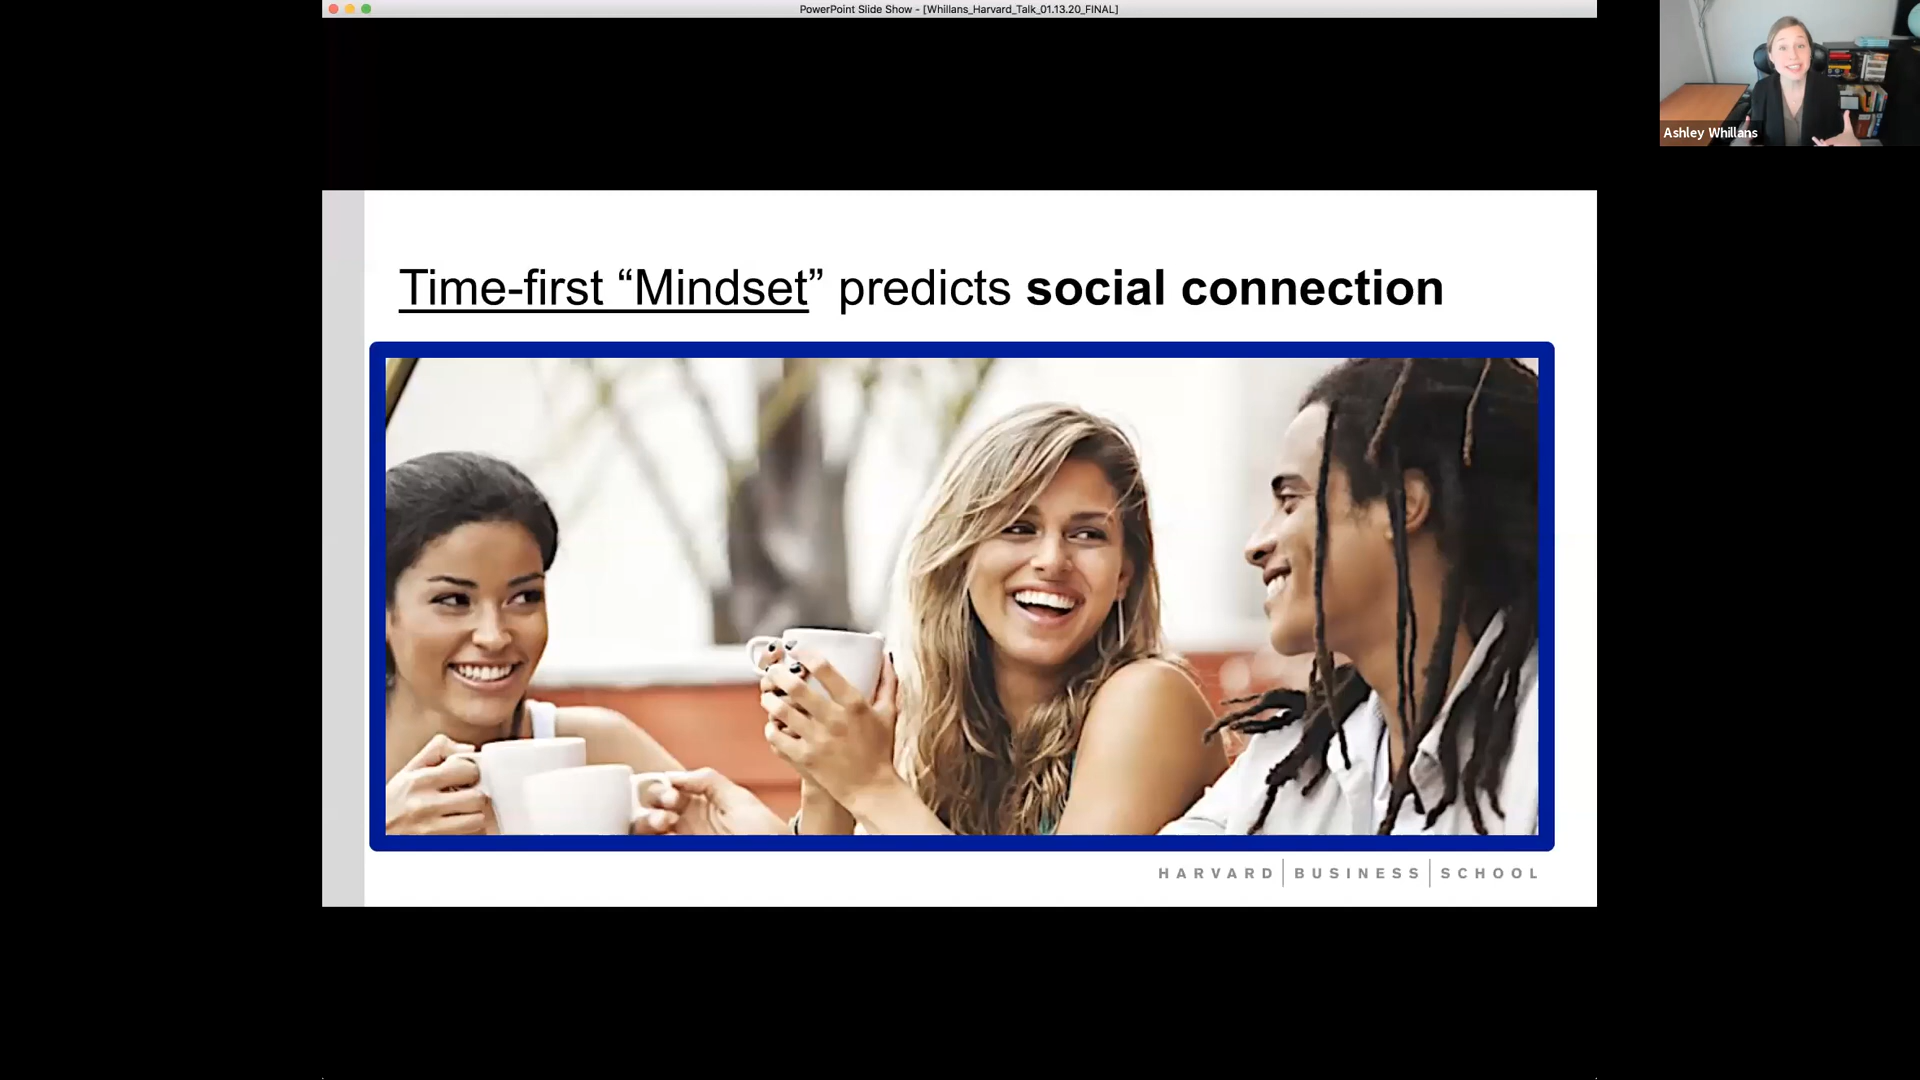 PowerPoint Slide Show - [Whillans_Harvard_Talk_01.13.20_FINAL]
Ashley Whillans
Time-first “Mindset” predicts social connection
HARVARD | BUSINESS | SCHOOL